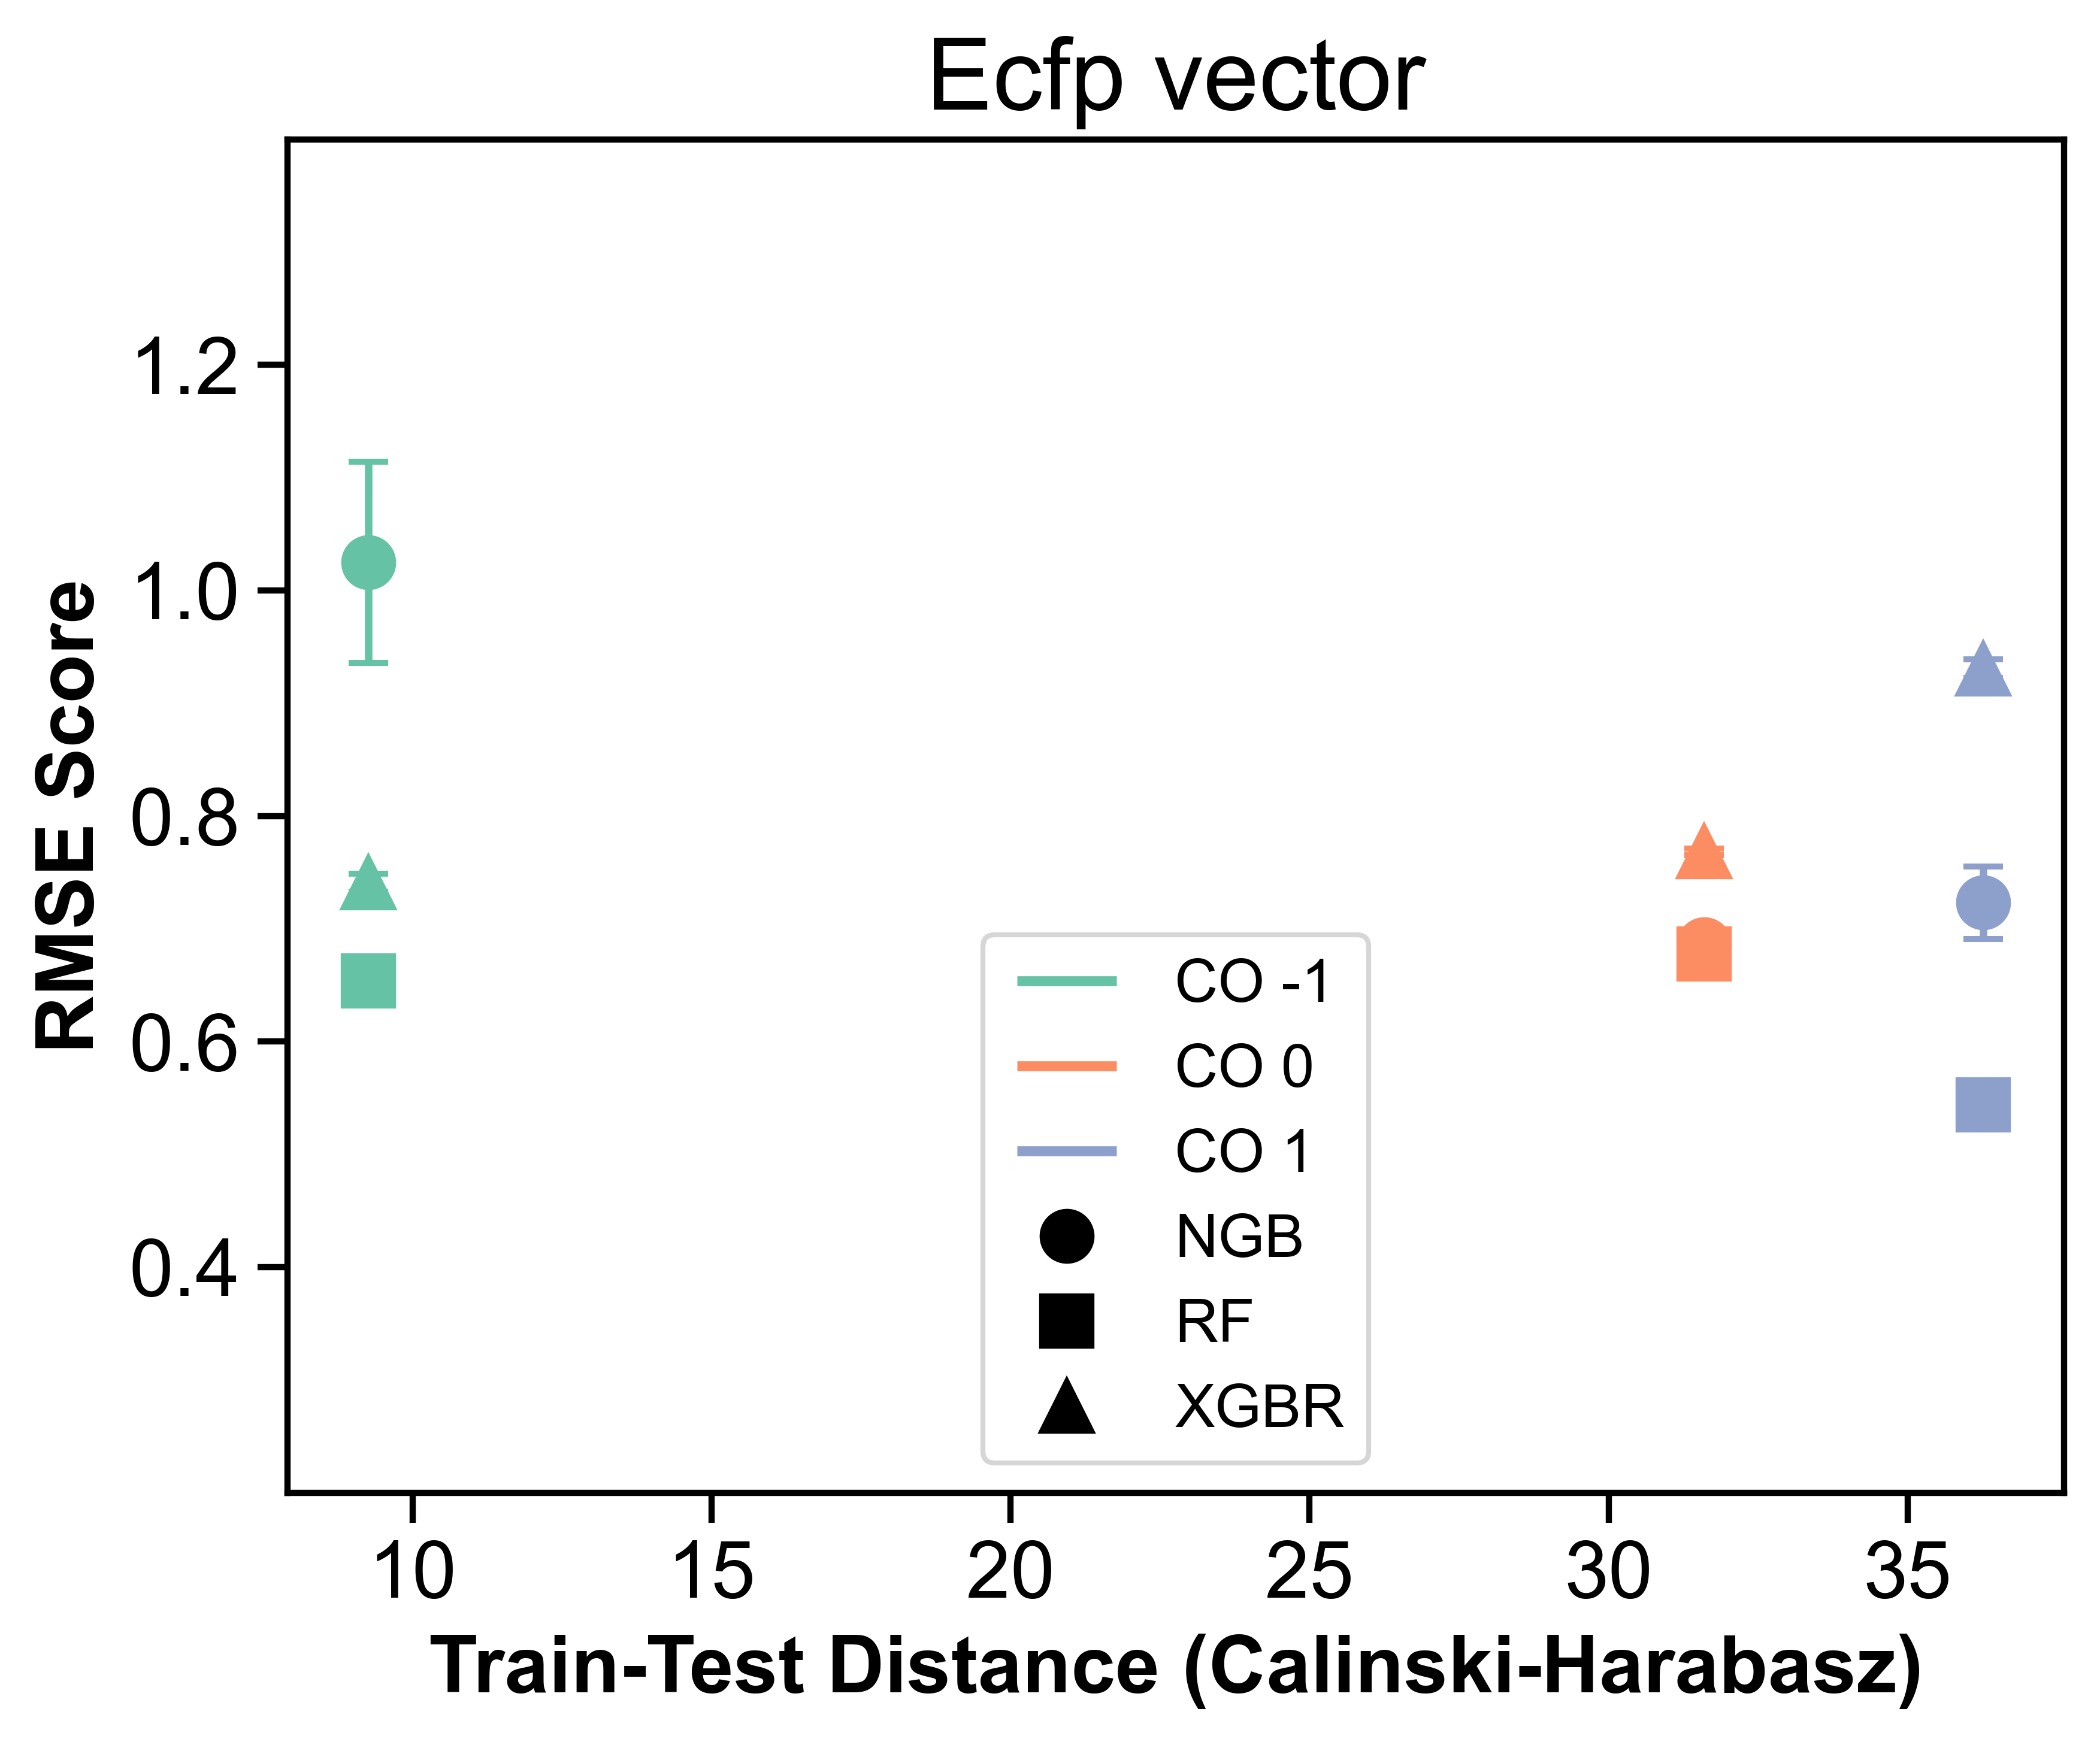 Ecfp vector
RMSE Score
1.2
1.0
0.8
0.6
0.4
CO -1
CO 0
CO 1
NGB
RF
XGBR
10 15 20 25 30 35
Train-Test Distance (Calinski-Harabasz)